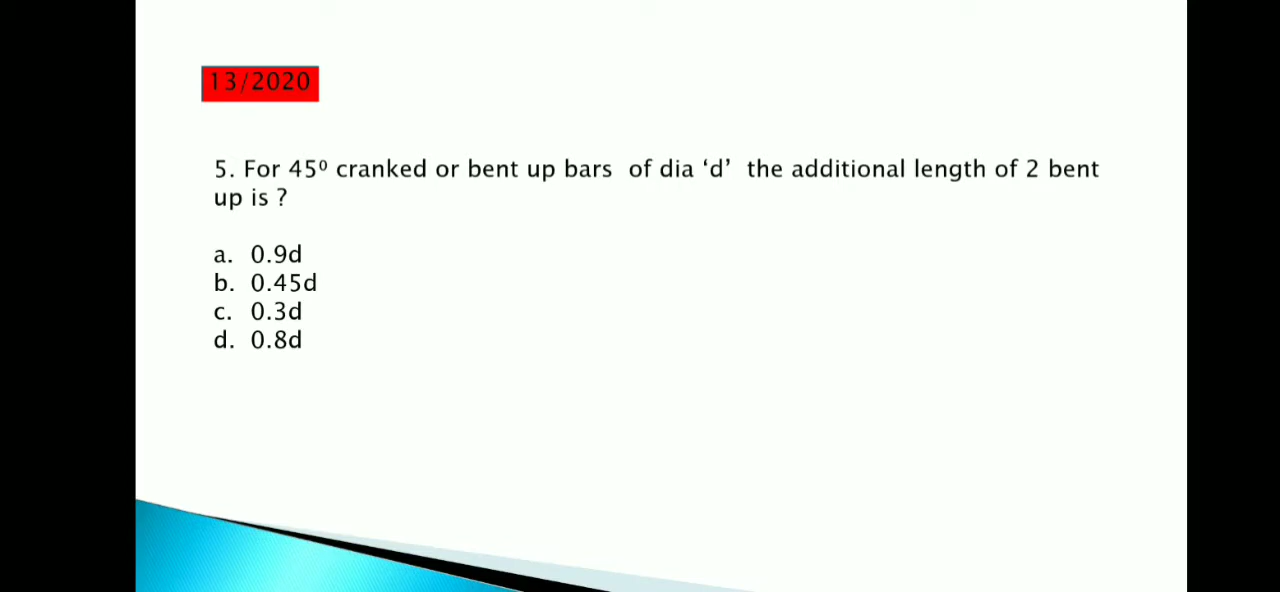 13/2020
5. For 45⁰ cranked or bent up bars of dia ‘d’ the additional length of 2 bent
up is ?
a. 0.9d
b. 0.45d
c. 0.3d
d. 0.8d